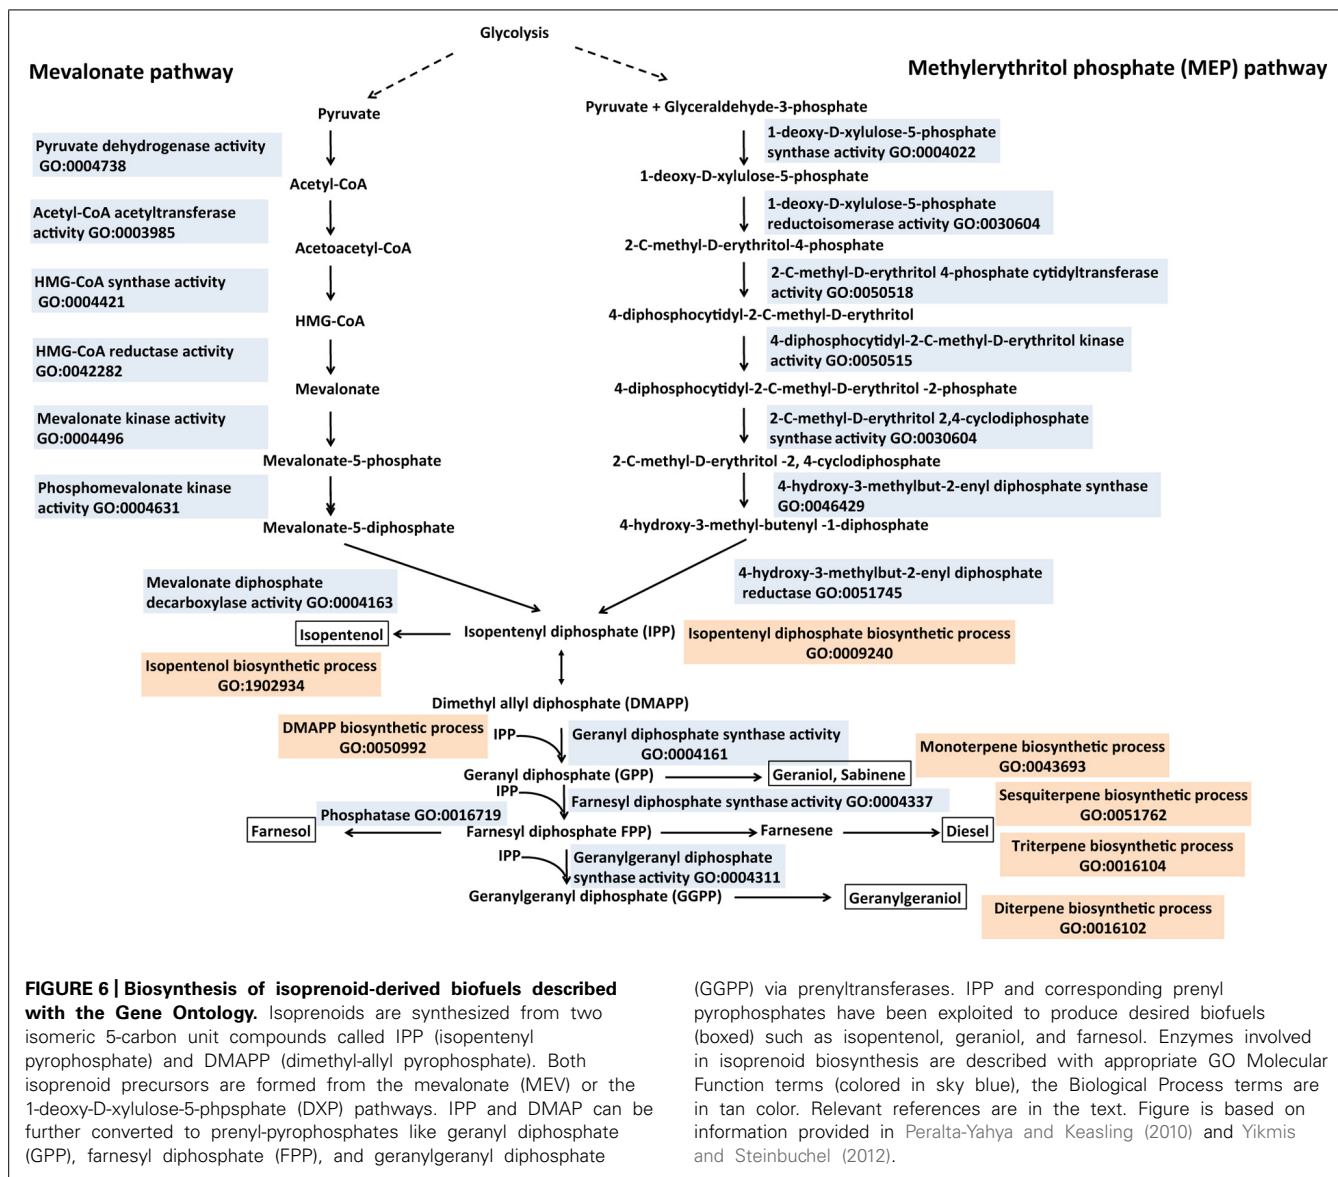 Glycolysis
Mevalonate pathway
Methylerythritol phosphate (MEP) pathway
Pyruvate
Pyruvate dehydrogenase activity
GO:0004738
Acetyl-CoA
Acetyl-CoA acetyltransferase
activity GO:0003985
Acetoacetyl-CoA
HMG-CoA synthase activity
GO:0004421
HMG-CoA
HMG-CoA reductase activity
GO:0042282
Mevalonate
Mevalonate kinase activity
GO:0004496
Mevalonate-5-phosphate
Phosphomevalonate kinase
activity GO:0004631
Mevalonate-5-diphosphate
Mevalonate diphosphate
decarboxylase activity GO:0004163
Pyruvate + Glyceraldehyde-3-phosphate
1-deoxy-D-xylulose-5-phosphate
synthase activity GO:0004022
1-deoxy-D-xylulose-5-phosphate
1-deoxy-D-xylulose-5-phosphate
reductoisomerase activity GO:0030604
2-C-methyl-D-erythritol-4-phosphate
2-C-methyl-D-erythritol 4-phosphate cytidyltransferase
activity GO:0050518
4-diphosphocytidyl-2-C-methyl-D-erythritol
4-diphosphocytidyl-2-C-methyl-D-erythritol kinase
activity GO:0050515
4-diphosphocytidyl-2-C-methyl-D-erythritol -2-phosphate
2-C-methyl-D-erythritol 2,4-cyclodiphosphate
synthase activity GO:0030604
2-C-methyl-D-erythritol -2, 4-cyclodiphosphate
4-hydroxy-3-methylbut-2-enyl diphosphate synthase
GO:0046429
4-hydroxy-3-methyl-butenyl -1-diphosphate
4-hydroxy-3-methylbut-2-enyl diphosphate
reductase GO:0051745
Isopentenol
Isopentenyl diphosphate (IPP)
Isopentenyl diphosphate biosynthetic process
GO:0009240
Isopentenol biosynthetic process
GO:1902934
Dimethyl allyl diphosphate (DMAPP)
DMAPP biosynthetic process
GO:0050992
IPP
Geranyl diphosphate synthase activity
GO:0004161
Monoterpene biosynthetic process
GO:0043693
Geranyl diphosphate (GPP)
Geraniol, Sabinene
IPP
Farnesyl diphosphate synthase activity GO:0004337
Sesquiterpene biosynthetic process
GO:0051762
Phosphatase GO:0016719
Farnesol
Farnesyl diphosphate FPP)
Farnesene
Diesel
Triterpene biosynthetic process
GO:0016104
IPP
Geranylgeranyl diphosphate
synthase activity GO:0004311
Geranylgeranyl diphosphate (GGPP)
Geranylgeraniol
Diterpene biosynthetic process
GO:0016102
FIGURE 6 | Biosynthesis of isoprenoid-derived biofuels described
with the Gene Ontology. Isoprenoids are synthesized from two
isomeric 5-carbon unit compounds called IPP (isopentenyl
pyrophosphate) and DMAPP (dimethyl-allyl pyrophosphate). Both
isoprenoid precursors are formed from the mevalonate (MEV) or the
1-deoxy-D-xylulose-5-phpsphate (DXP) pathways. IPP and DMAP can be
further converted to prenyl-pyrophosphates like geranyl diphosphate
(GPP), farnesyl diphosphate (FPP), and geranylgeranyl diphosphate
(GGPP) via prenyltransferases. IPP and corresponding prenyl
pyrophosphates have been exploited to produce desired biofuels
(boxed) such as isopentenol, geraniol, and farnesol. Enzymes involved
in isoprenoid biosynthesis are described with appropriate GO Molecular
Function terms (colored in sky blue), the Biological Process terms are
in tan color. Relevant references are in the text. Figure is based on
information provided in Peralta-Yahya and Keasling (2010) and Yikmis
and Steinbuchel (2012).